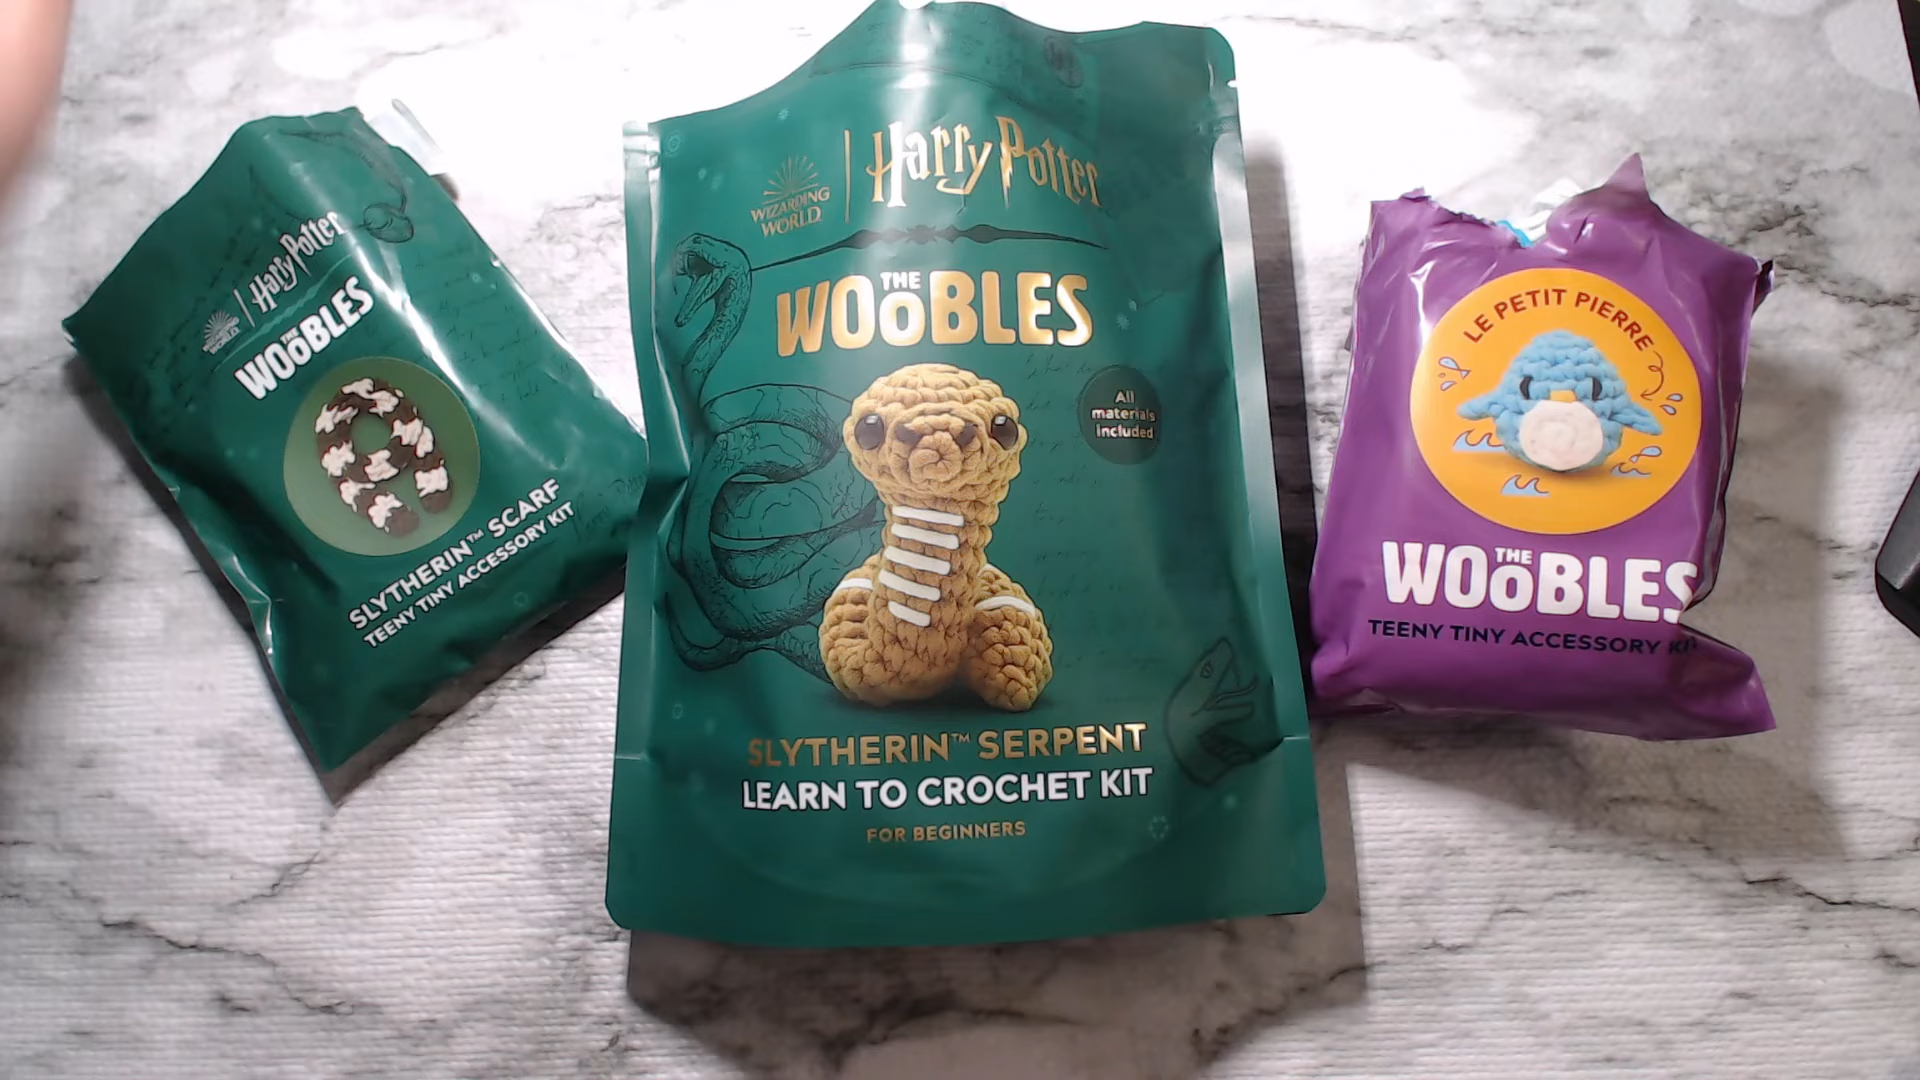 WIZARDING
WORLD
Harry Potter
THE
WOOBLES
SLYTHERIN™ SCARF
TEENY TINY ACCESSORY KIT
WIZARDING
WORLD
Harry Potter
THE
WOOBLES
All
materials
included
SLYTHERIN™ SERPENT
LEARN TO CROCHET KIT
FOR BEGINNERS
LE PETIT PIERRE
THE
WOOBLES
TEENY TINY ACCESSORY KIT